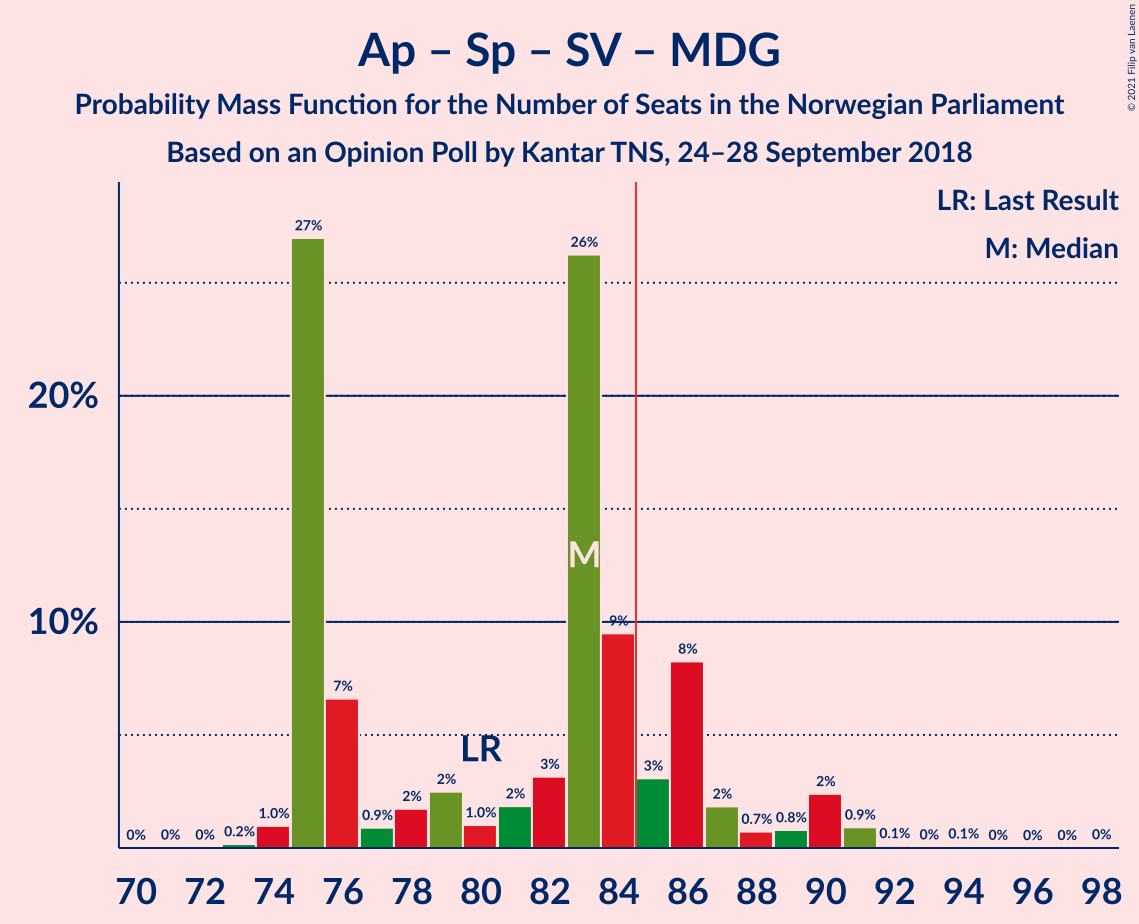 Ap – Sp – SV – MDG
Probability Mass Function for the Number of Seats in the Norwegian Parliament
Based on an Opinion Poll by Kantar TNS, 24–28 September 2018
© 2021 Filip van Laenen
LR: Last Result
M: Median
20%
10%
0% 0% 0% 0.2% 1.0% 27% 7% 0.9% 2% 2% 1.0% 2% 3% 26% 9% 3% 8% 2% 0.7% 0.8% 2% 0.9% 0.1% 0% 0.1% 0% 0% 0% 0%
M
LR
70 72 74 76 78 80 82 84 86 88 90 92 94 96 98